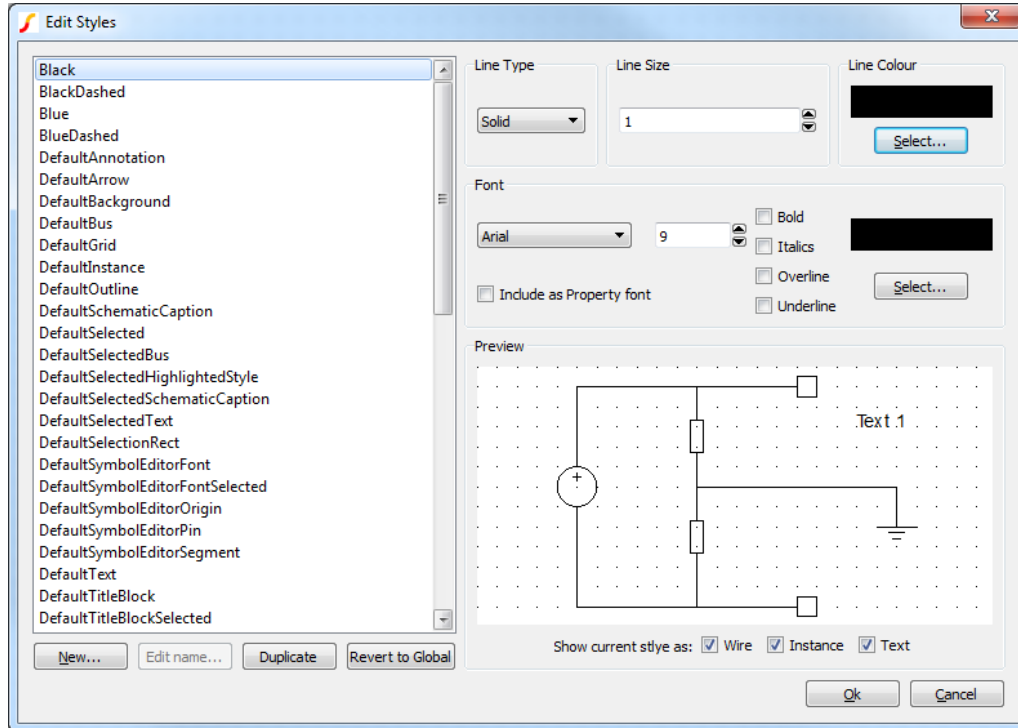 Edit Styles
Black
BlackDashed
Blue
BlueDashed
DefaultAnnotation
DefaultArrow
DefaultBackground
DefaultBus
DefaultGrid
DefaultInstance
DefaultOutline
DefaultSchematicCaption
DefaultSelected
DefaultSelectedBus
DefaultSelectedHighlightedStyle
DefaultSelectedSchematicCaption
DefaultSelectedText
DefaultSelectionRect
DefaultSymbolEditorFont
DefaultSymbolEditorFontSelected
DefaultSymbolEditorOrigin
DefaultSymbolEditorPin
DefaultSymbolEditorSegment
DefaultText
DefaultTitleBlock
DefaultTitleBlockSelected
New... Edit name... Duplicate Revert to Global
Line Type Line Size Line Colour
Solid 1
Select...
Font
Arial 9
Bold
Italics
Overline
Underline
Include as Property font
Select...
Preview
Text 1
Show current stlye as: Wire Instance Text
Ok Cancel